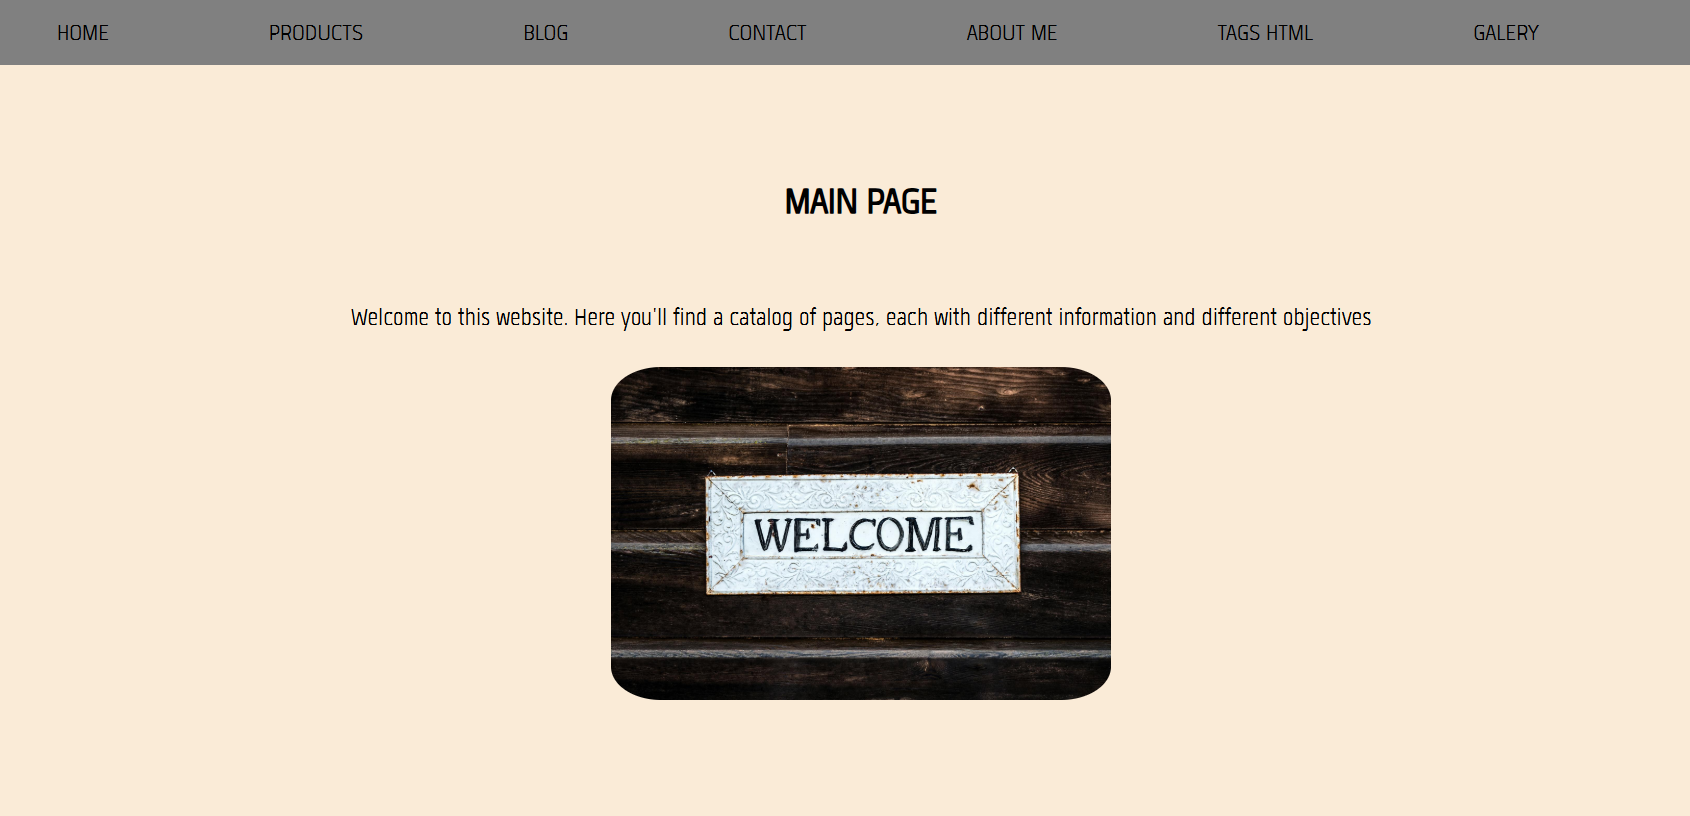 HOME PRODUCTS BLOG CONTACT ABOUT ME TAGS HTML GALERY
MAIN PAGE
Welcome to this website. Here you'll find a catalog of pages, each with different information and different objectives
WELCOME